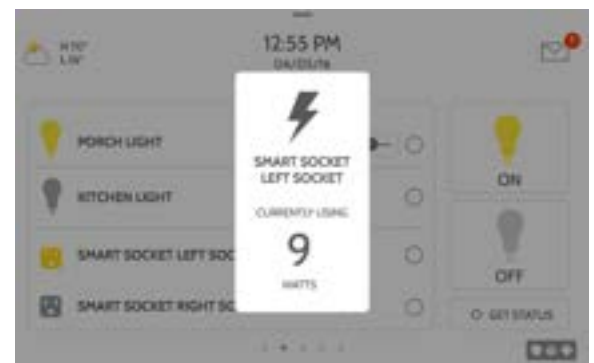 12:55 PM
PORCH LIGHT
KITCHEN LIGHT
SMART SOCKET LEFT SOC
SMART SOCKET RIGHT SC
SMART SOCKET
LEFT SOCKET
CURRENTLY USING
9
WATTS
ON
OFF
GET STATUS